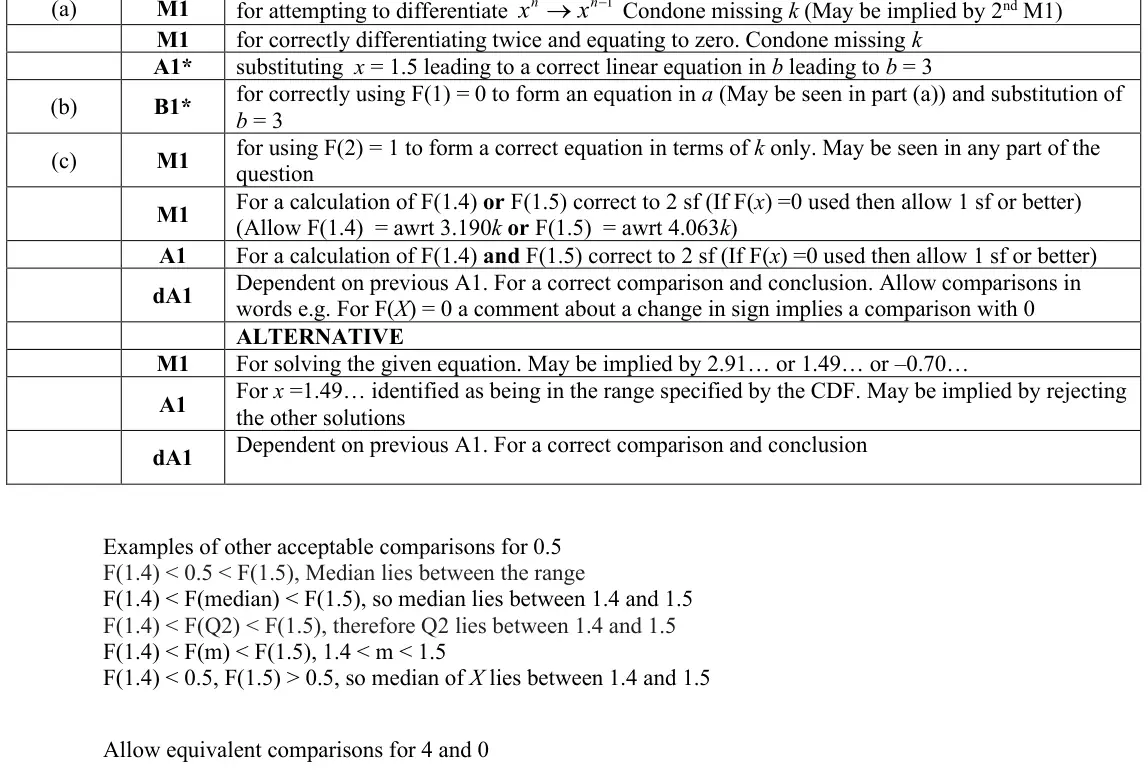 (a) M1 for attempting to differentiate xⁿ → xⁿ⁻¹ Condone missing k (May be implied by 2nd M1)
M1 for correctly differentiating twice and equating to zero. Condone missing k
A1* substituting x = 1.5 leading to a correct linear equation in b leading to b = 3
(b) B1* for correctly using F(1) = 0 to form an equation in a (May be seen in part (a)) and substitution of
b = 3
(c) M1 for using F(2) = 1 to form a correct equation in terms of k only. May be seen in any part of the
question
M1 For a calculation of F(1.4) or F(1.5) correct to 2 sf (If F(x) =0 used then allow 1 sf or better)
(Allow F(1.4) = awrt 3.190k or F(1.5) = awrt 4.063k)
A1 For a calculation of F(1.4) and F(1.5) correct to 2 sf (If F(x) =0 used then allow 1 sf or better)
dA1 Dependent on previous A1. For a correct comparison and conclusion. Allow comparisons in
words e.g. For F(X) = 0 a comment about a change in sign implies a comparison with 0
ALTERNATIVE
M1 For solving the given equation. May be implied by 2.91… or 1.49… or –0.70…
A1 For x =1.49… identified as being in the range specified by the CDF. May be implied by rejecting
the other solutions
dA1 Dependent on previous A1. For a correct comparison and conclusion
Examples of other acceptable comparisons for 0.5
F(1.4) < 0.5 < F(1.5), Median lies between the range
F(1.4) < F(median) < F(1.5), so median lies between 1.4 and 1.5
F(1.4) < F(Q2) < F(1.5), therefore Q2 lies between 1.4 and 1.5
F(1.4) < F(m) < F(1.5), 1.4 < m < 1.5
F(1.4) < 0.5, F(1.5) > 0.5, so median of X lies between 1.4 and 1.5
Allow equivalent comparisons for 4 and 0